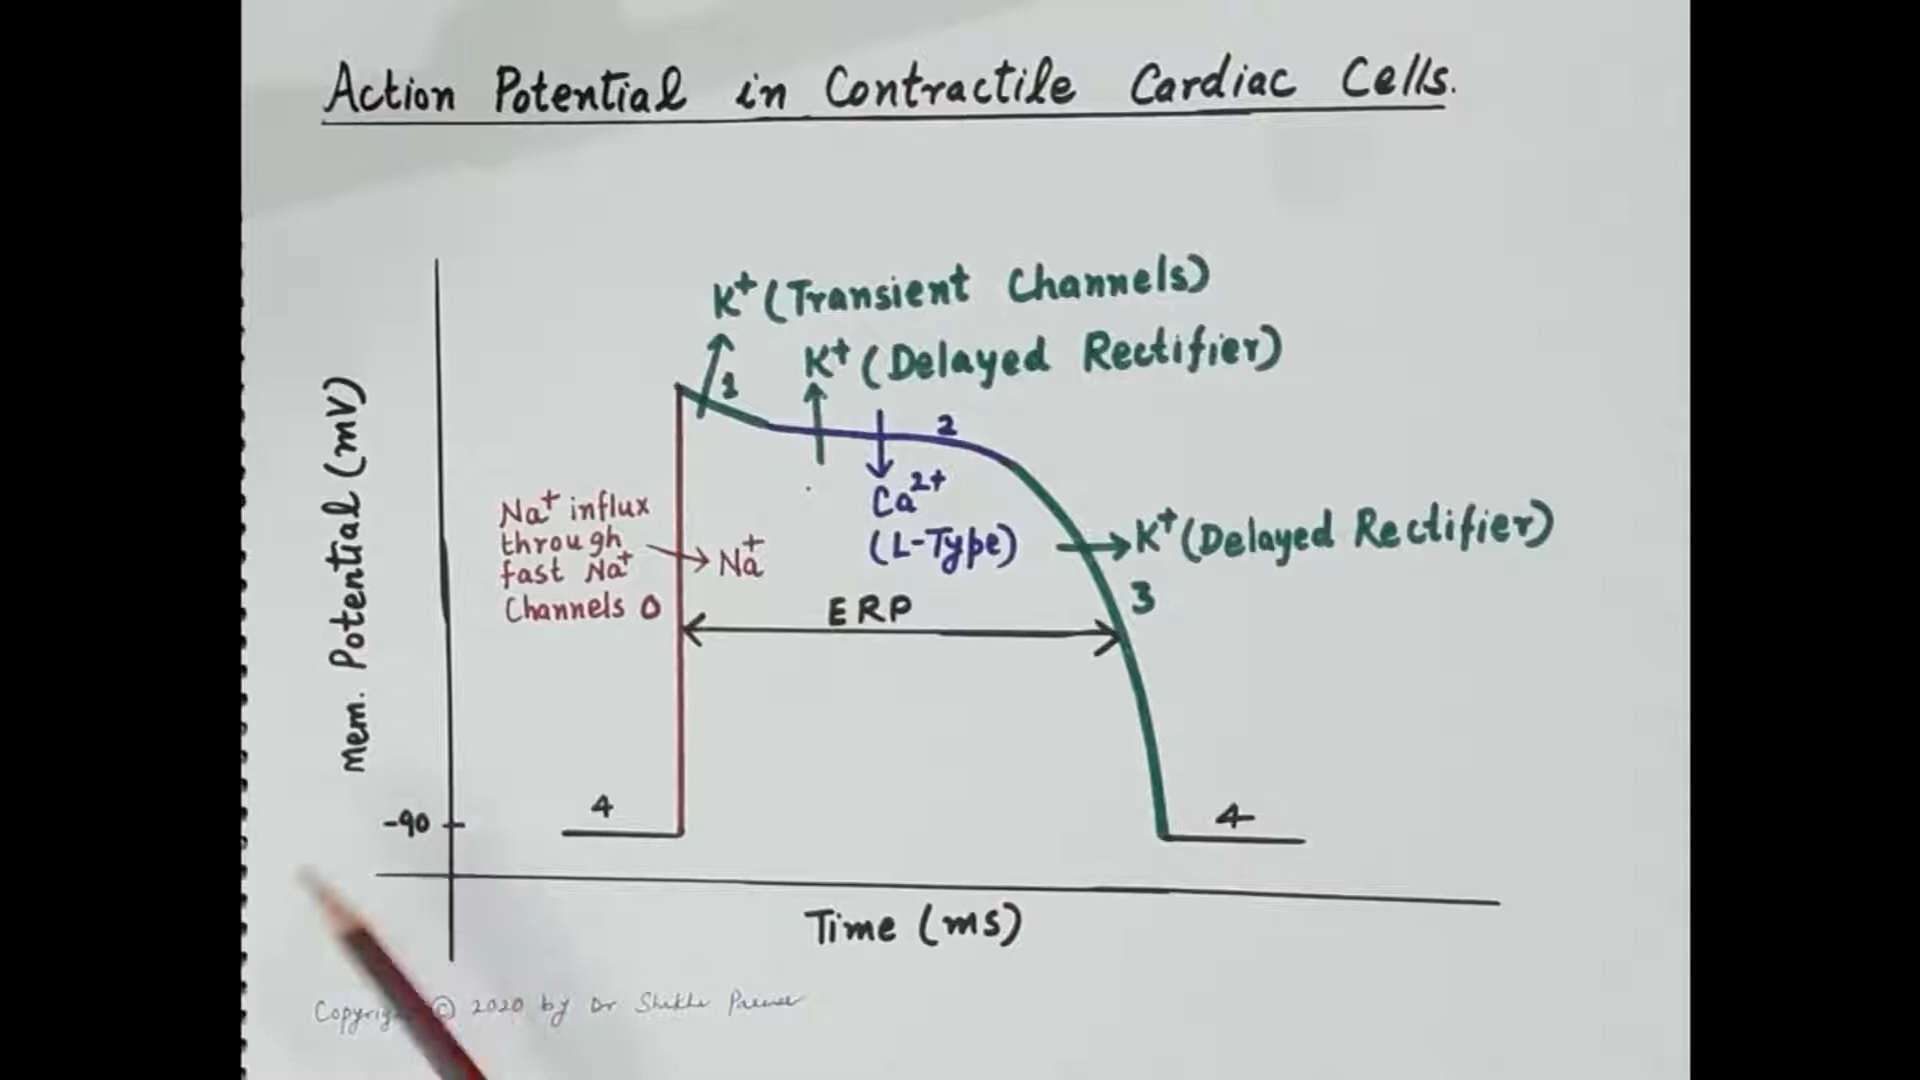 Action Potential in Contractile Cardiac Cells.
K+ (Transient Channels)
K+ (Delayed Rectifier)
1
2
Ca2+
(L-Type)
Na+ influx
through
fast Na+
Channels 0
Na+
K+ (Delayed Rectifier)
3
ERP
mem. Potential (mV)
4
4
-90
Time (ms)
© 2020 by Dr